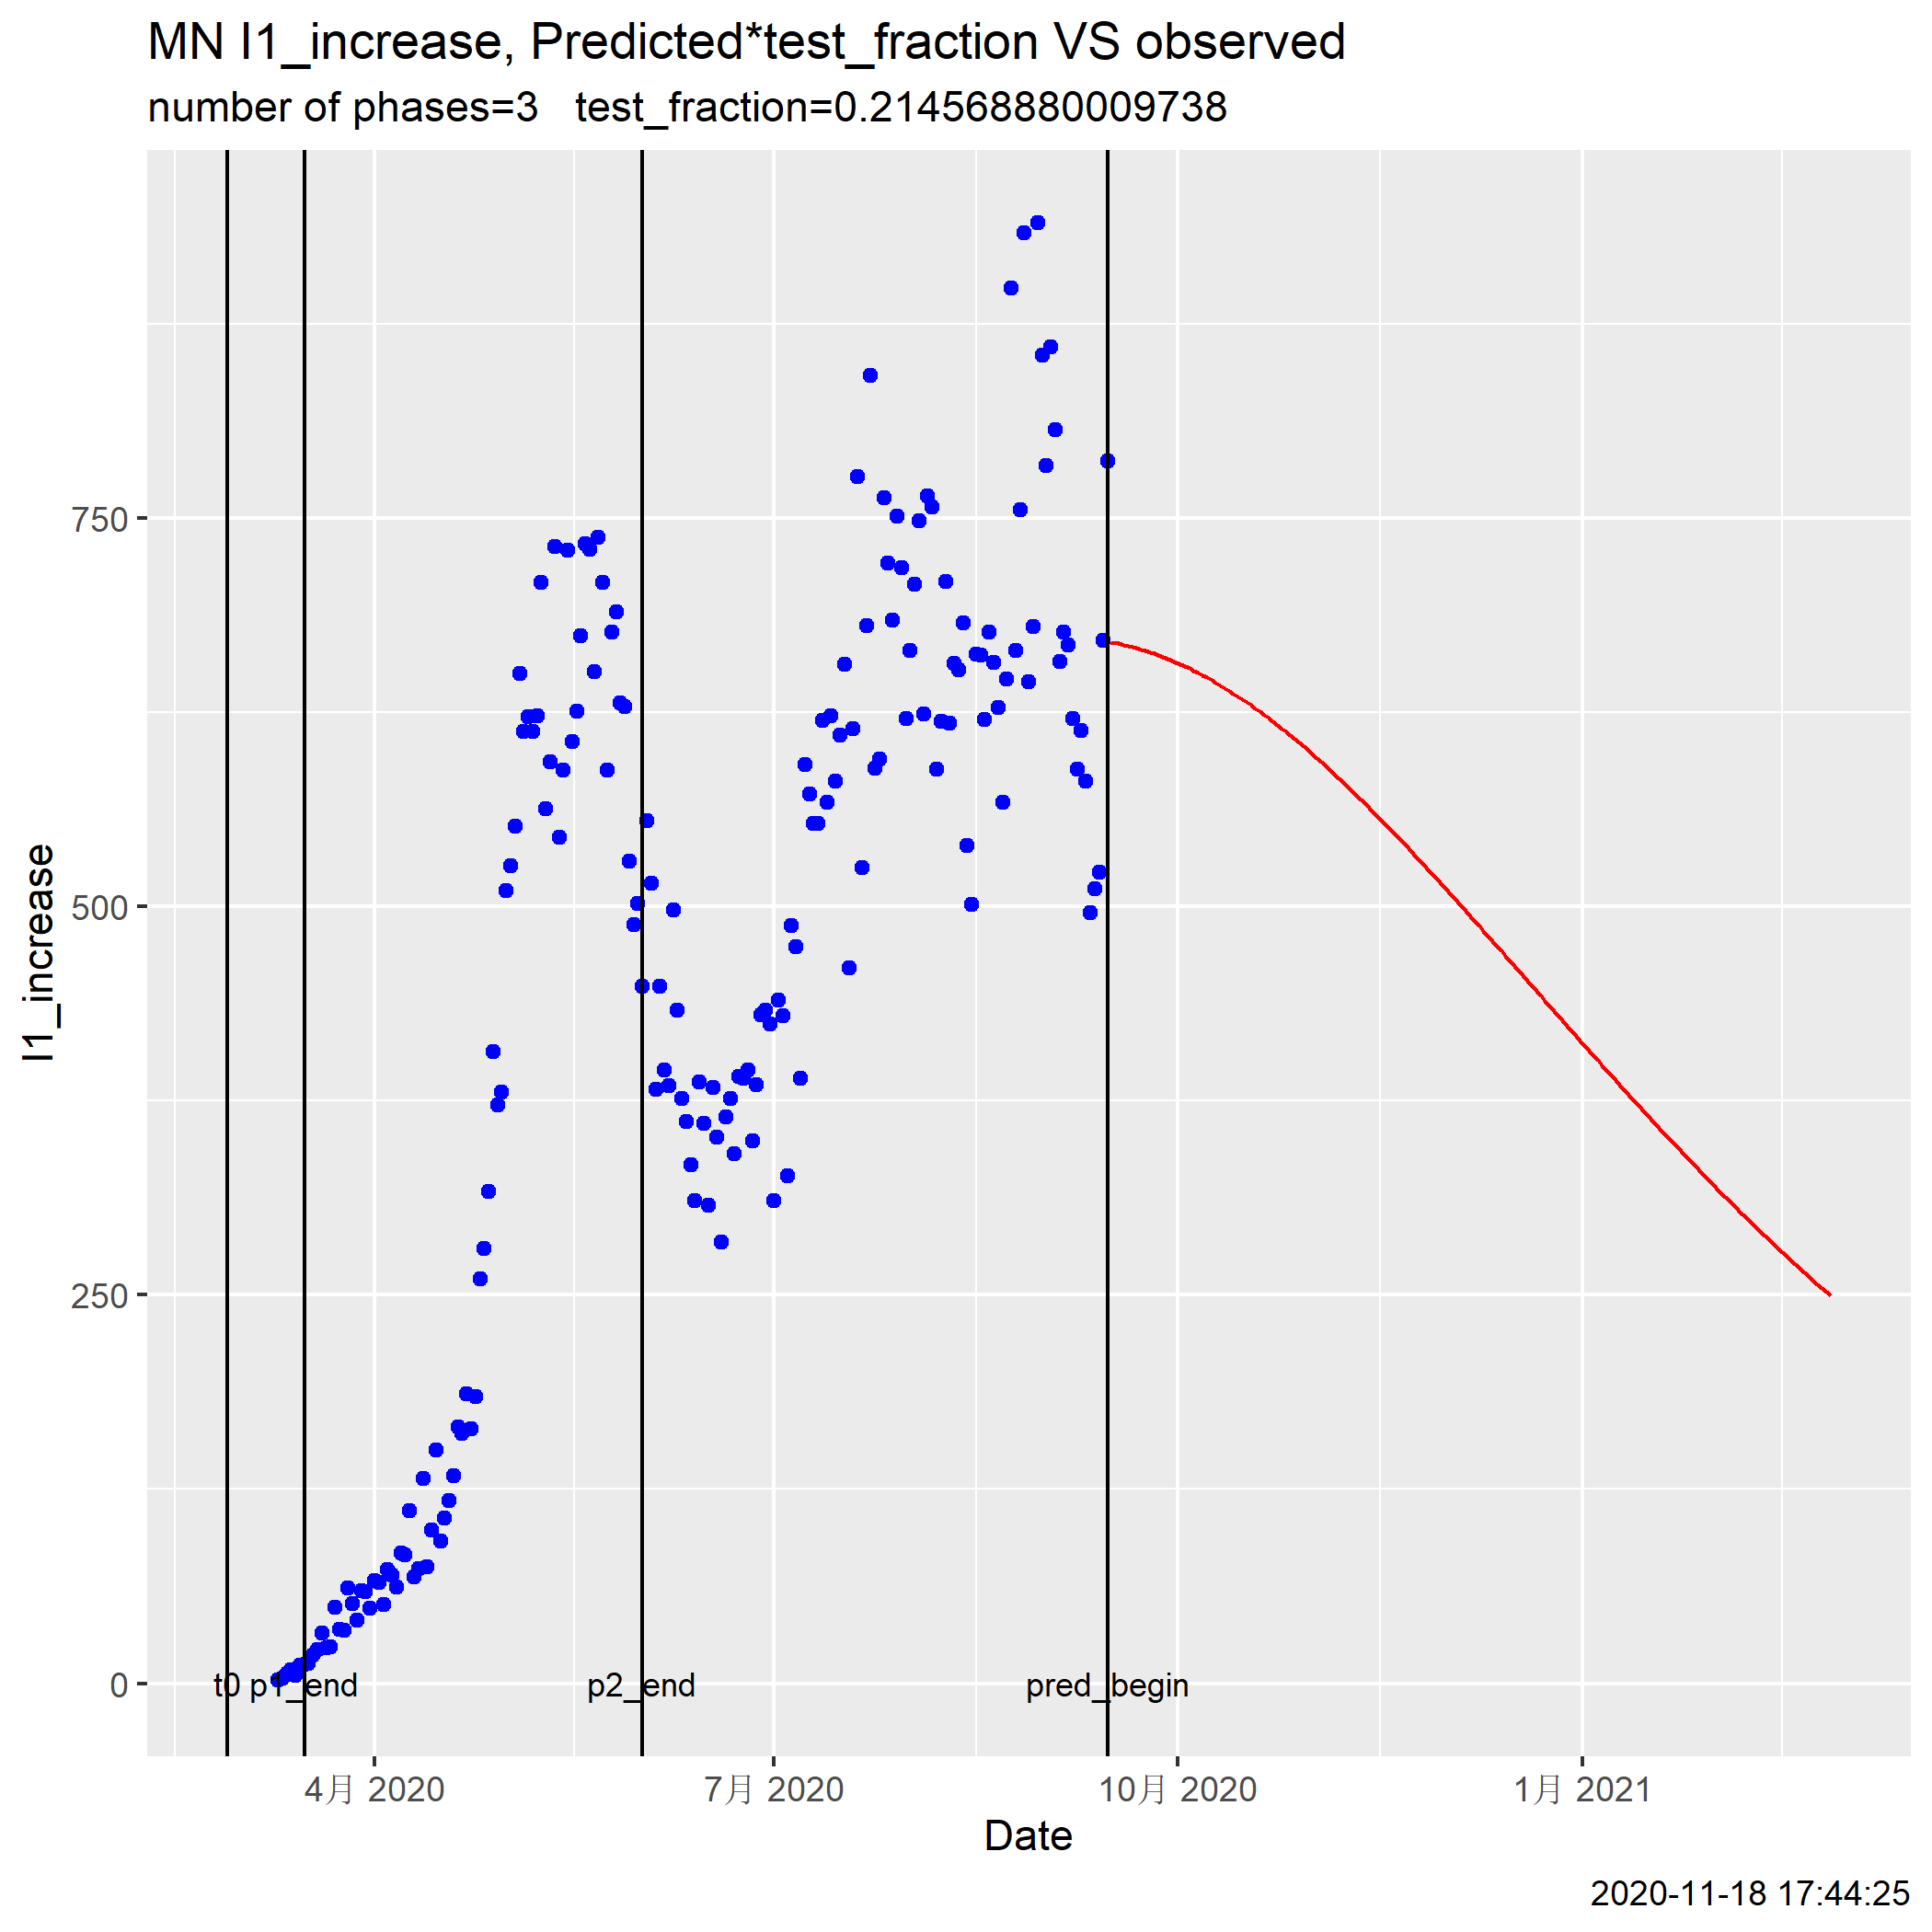 MN I1_increase, Predicted*test_fraction VS observed
number of phases=3   test_fraction=0.214568880009738
I1_increase
750
500
250
0
t0 p1_end p2_end pred_begin
4月 2020 7月 2020 10月 2020 1月 2021
Date
2020-11-18 17:44:25